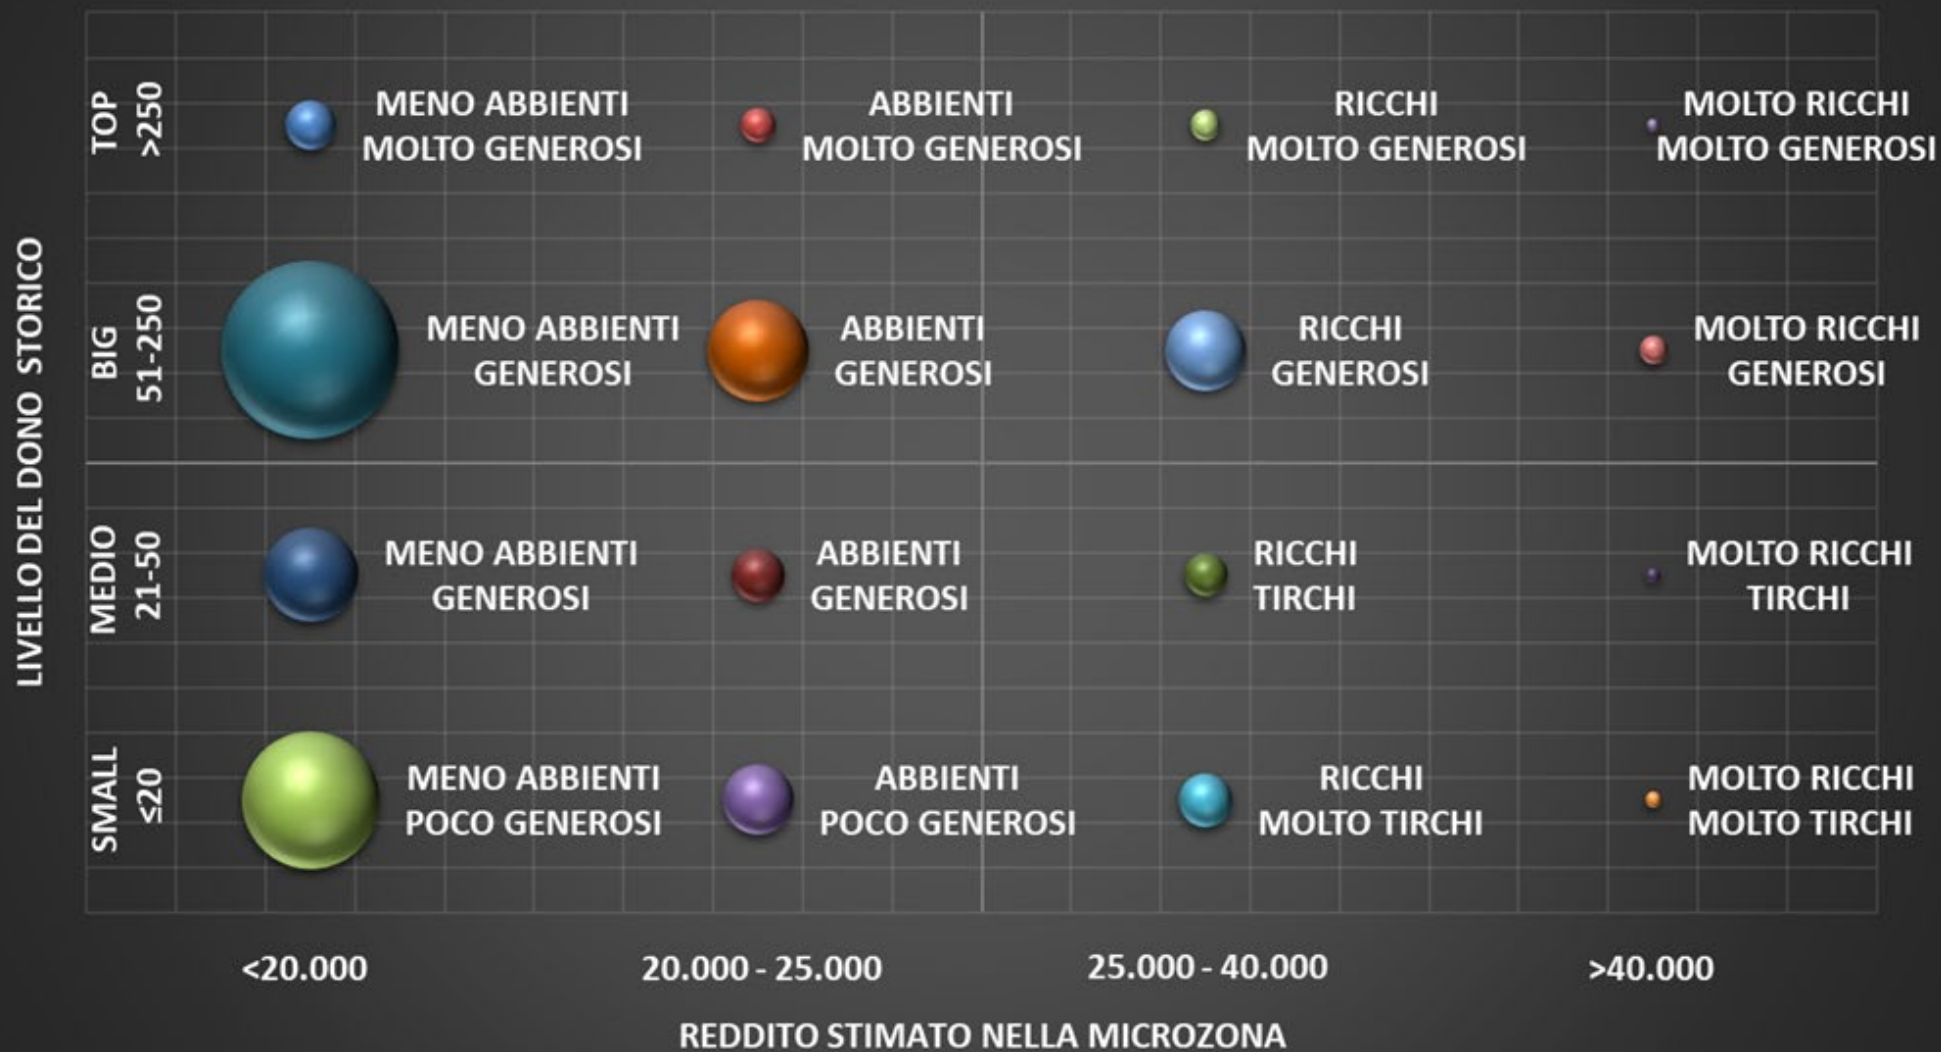 LIVELLO DEL DONO STORICO
TOP
>250
MENO ABBIENTI
MOLTO GENEROSI
ABBIENTI
MOLTO GENEROSI
RICCHI
MOLTO GENEROSI
MOLTO RICCHI
MOLTO GENEROSI
BIG
51-250
MENO ABBIENTI
GENEROSI
ABBIENTI
GENEROSI
RICCHI
GENEROSI
MOLTO RICCHI
GENEROSI
MEDIO
21-50
MENO ABBIENTI
GENEROSI
ABBIENTI
GENEROSI
RICCHI
TIRCHI
MOLTO RICCHI
TIRCHI
SMALL
≤20
MENO ABBIENTI
POCO GENEROSI
ABBIENTI
POCO GENEROSI
RICCHI
MOLTO TIRCHI
MOLTO RICCHI
MOLTO TIRCHI
<20.000
20.000 - 25.000
25.000 - 40.000
>40.000
REDDITO STIMATO NELLA MICROZONA